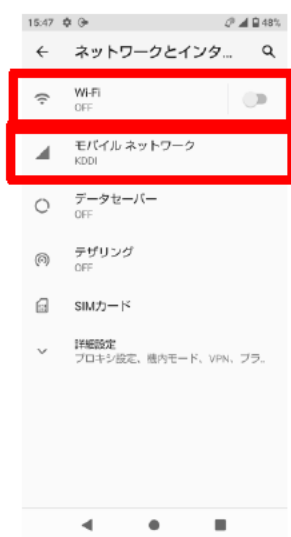 15:47 48%
ネットワークとインタ...
Wi-Fi
OFF
モバイル ネットワーク
KDDI
データセーバー
OFF
テザリング
OFF
SIMカード
詳細設定
プロキシ設定、機内モード、VPN、プラ..